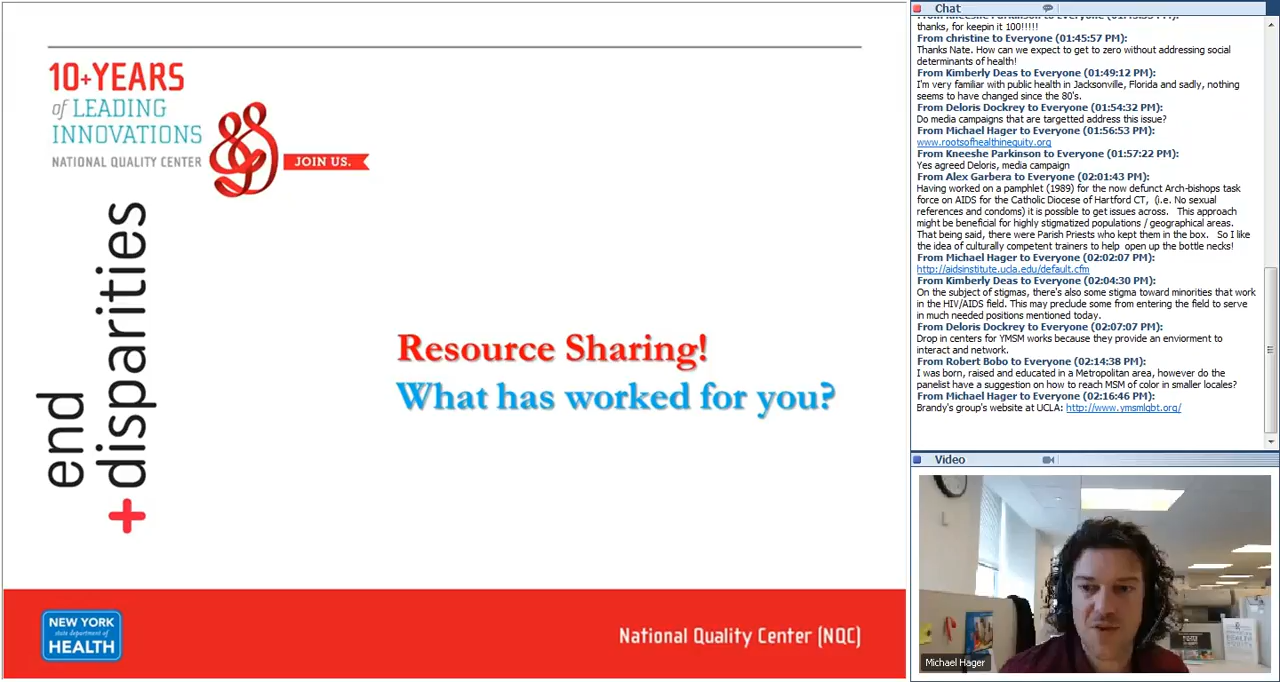 10+YEARS
of LEADING
INNOVATIONS
NATIONAL QUALITY CENTER
JOIN US.
end
+disparities
Resource Sharing!
What has worked for you?
NEW YORK
state department of
HEALTH
National Quality Center (NQC)
Chat
thanks, for keepin it 100!!!!!
From christine to Everyone (01:45:57 PM):
Thanks Nate. How can we expect to get to zero without addressing social
determinants of health!
From Kimberly Deas to Everyone (01:49:12 PM):
I'm very familiar with public health in Jacksonville, Florida and sadly, nothing
seems to have changed since the 80's.
From Deloris Dockrey to Everyone (01:54:32 PM):
Do media campaigns that are targetted address this issue?
From Michael Hager to Everyone (01:56:53 PM):
www.rootsofhealthinequity.org
From Kneeshe Parkinson to Everyone (01:57:22 PM):
Yes agreed Deloris, media campaign
From Alex Garbera to Everyone (02:01:43 PM):
Having worked on a pamphlet (1989) for the now defunct Arch-bishops task
force on AIDS for the Catholic Diocese of Hartford CT, (i.e. No sexual
references and condoms) it is possible to get issues across. This approach
might be beneficial for highly stigmatized populations / geographical areas.
That being said, there were Parish Priests who kept them in the box. So I like
the idea of culturally competent trainers to help open up the bottle necks!
From Michael Hager to Everyone (02:02:07 PM):
http://aidsinstitute.ucla.edu/default.cfm
From Kimberly Deas to Everyone (02:04:30 PM):
On the subject of stigmas, there's also some stigma toward minorities that work
in the HIV/AIDS field. This may preclude some from entering the field to serve
in much needed positions mentioned today.
From Deloris Dockrey to Everyone (02:07:07 PM):
Drop in centers for YMSM works because they provide an enviorment to
interact and network.
From Robert Bobo to Everyone (02:14:38 PM):
I was born, raised and educated in a Metropolitan area, however do the
panelist have a suggestion on how to reach MSM of color in smaller locales?
From Michael Hager to Everyone (02:16:46 PM):
Brandy's group's website at UCLA: http://www.ymsmlgbt.org/
Video
Michael Hager